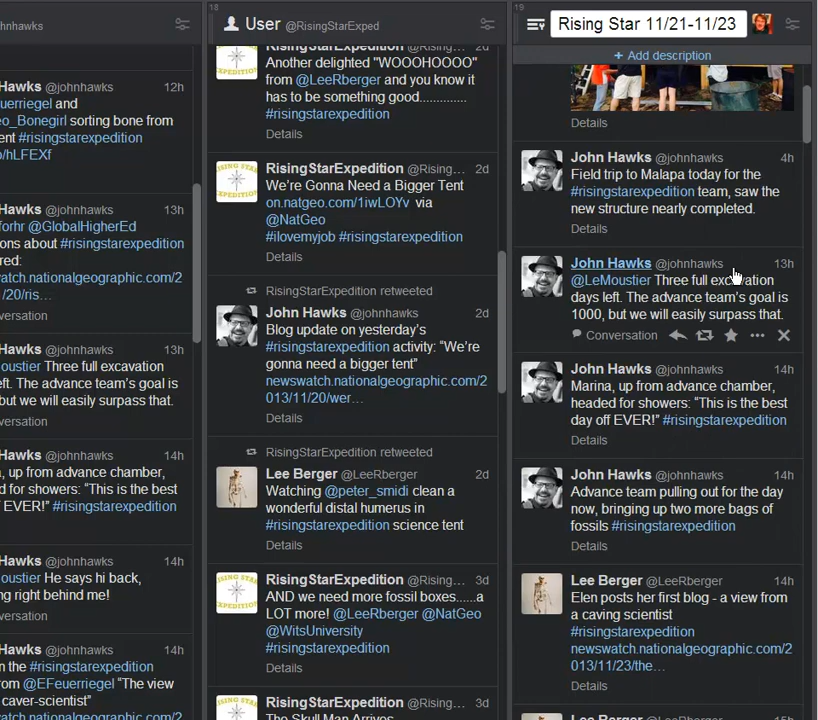 hnhawks
Hawks @johnhawks 12h
uerriegel and
eo_Bonegirl sorting bone from
ent #risingstarexpedition
o/hLFEXf
Hawks @johnhawks 13h
forhr @GlobalHigherEd
ons about #risingstarexpedition
red:
watch.nationalgeographic.com/2
/20/ris…
versation
Hawks @johnhawks 13h
oustier Three full excavation
eft. The advance team's goal is
but we will easily surpass that.
versation
Hawks @johnhawks 14h
a, up from advance chamber,
d for showers: “This is the best
EVER!” #risingstarexpedition
Hawks @johnhawks 14h
oustier He says hi back,
ng right behind me!
versation
Hawks @johnhawks 14h
n the #risingstarexpedition
rom @EFeuerriegel “The view
caver-scientist”
watch.nationalgeographic.com/2
18
User @RisingStarExped
RisingStarExpedition @Rising… 2d
Another delighted "WOOOHOOOO"
from @LeeRberger and you know it
has to be something good..............
#risingstarexpedition
Details
RisingStarExpedition @Rising… 2d
We're Gonna Need a Bigger Tent
on.natgeo.com/1iwLOYv via
@NatGeo
#ilovemyjob #risingstarexpedition
Details
RisingStarExpedition retweeted
John Hawks @johnhawks 2d
Blog update on yesterday's
#risingstarexpedition activity: “We're
gonna need a bigger tent”
newswatch.nationalgeographic.com/2
013/11/20/wer…
Details
RisingStarExpedition retweeted
Lee Berger @LeeRberger 2d
Watching @peter_smidi clean a
wonderful distal humerus in
#risingstarexpedition science tent
Details
RisingStarExpedition @Rising… 3d
AND we need more fossil boxes......a
LOT more! @LeeRberger @NatGeo
@WitsUniversity
#risingstarexpedition
Details
RisingStarExpedition @Rising… 3d
The Skull Man Arrives
19
Rising Star 11/21-11/23
+ Add description
Details
John Hawks @johnhawks 4h
Field trip to Malapa today for the
#risingstarexpedition team, saw the
new structure nearly completed.
Details
John Hawks @johnhawks 13h
@LeMoustier Three full excavation
days left. The advance team's goal is
1000, but we will easily surpass that.
Conversation
John Hawks @johnhawks 14h
Marina, up from advance chamber,
headed for showers: “This is the best
day off EVER!” #risingstarexpedition
Details
John Hawks @johnhawks 14h
Advance team pulling out for the day
now, bringing up two more bags of
fossils #risingstarexpedition
Details
Lee Berger @LeeRberger 14h
Elen posts her first blog - a view from
a caving scientist
#risingstarexpedition
newswatch.nationalgeographic.com/2
013/11/23/the…
Details
Lee Berger @LeeRberger 15h